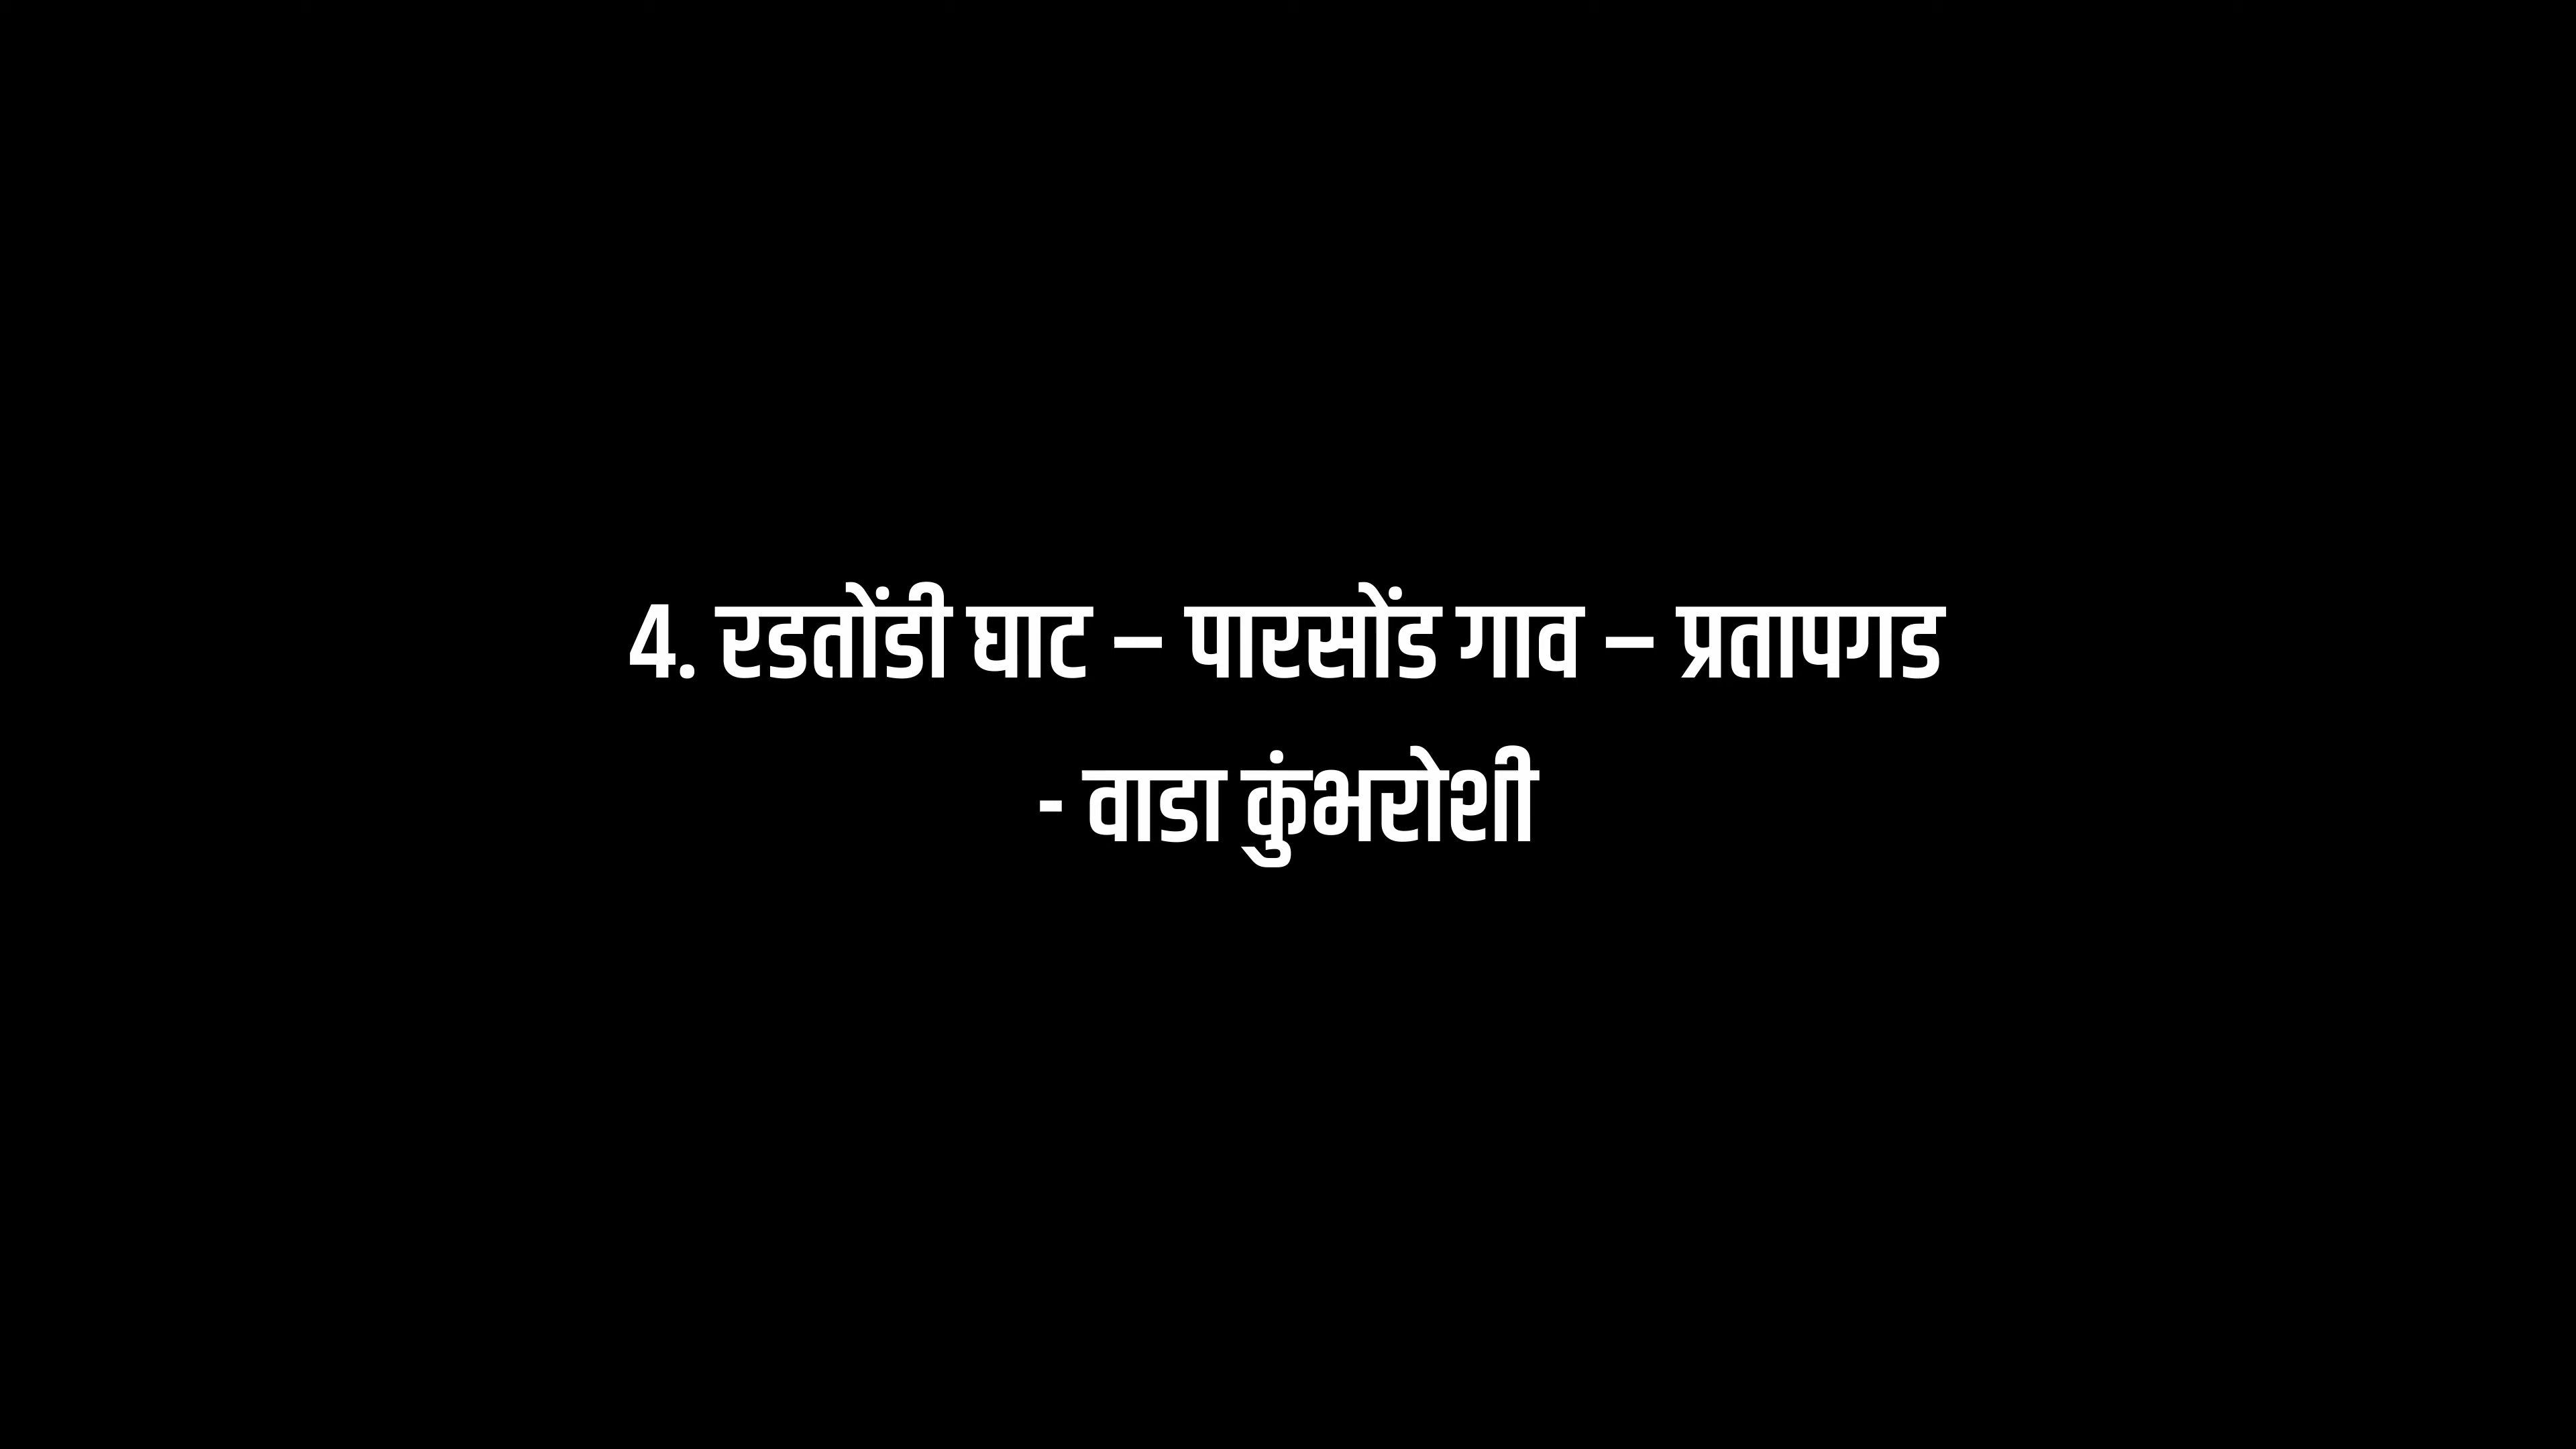 4. रडतोंडी घाट – पारसोंड गाव – प्रतापगड
- वाडा कुंभरोशी